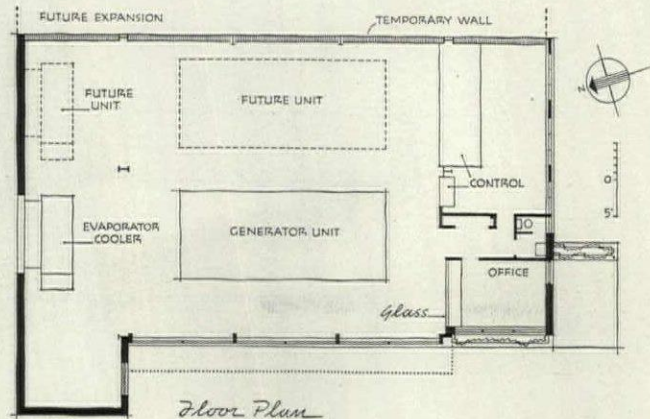 FUTURE EXPANSION
TEMPORARY WALL
FUTURE
UNIT
FUTURE UNIT
N
CONTROL
0
5'
EVAPORATOR
COOLER
GENERATOR UNIT
OFFICE
Glass
Floor Plan